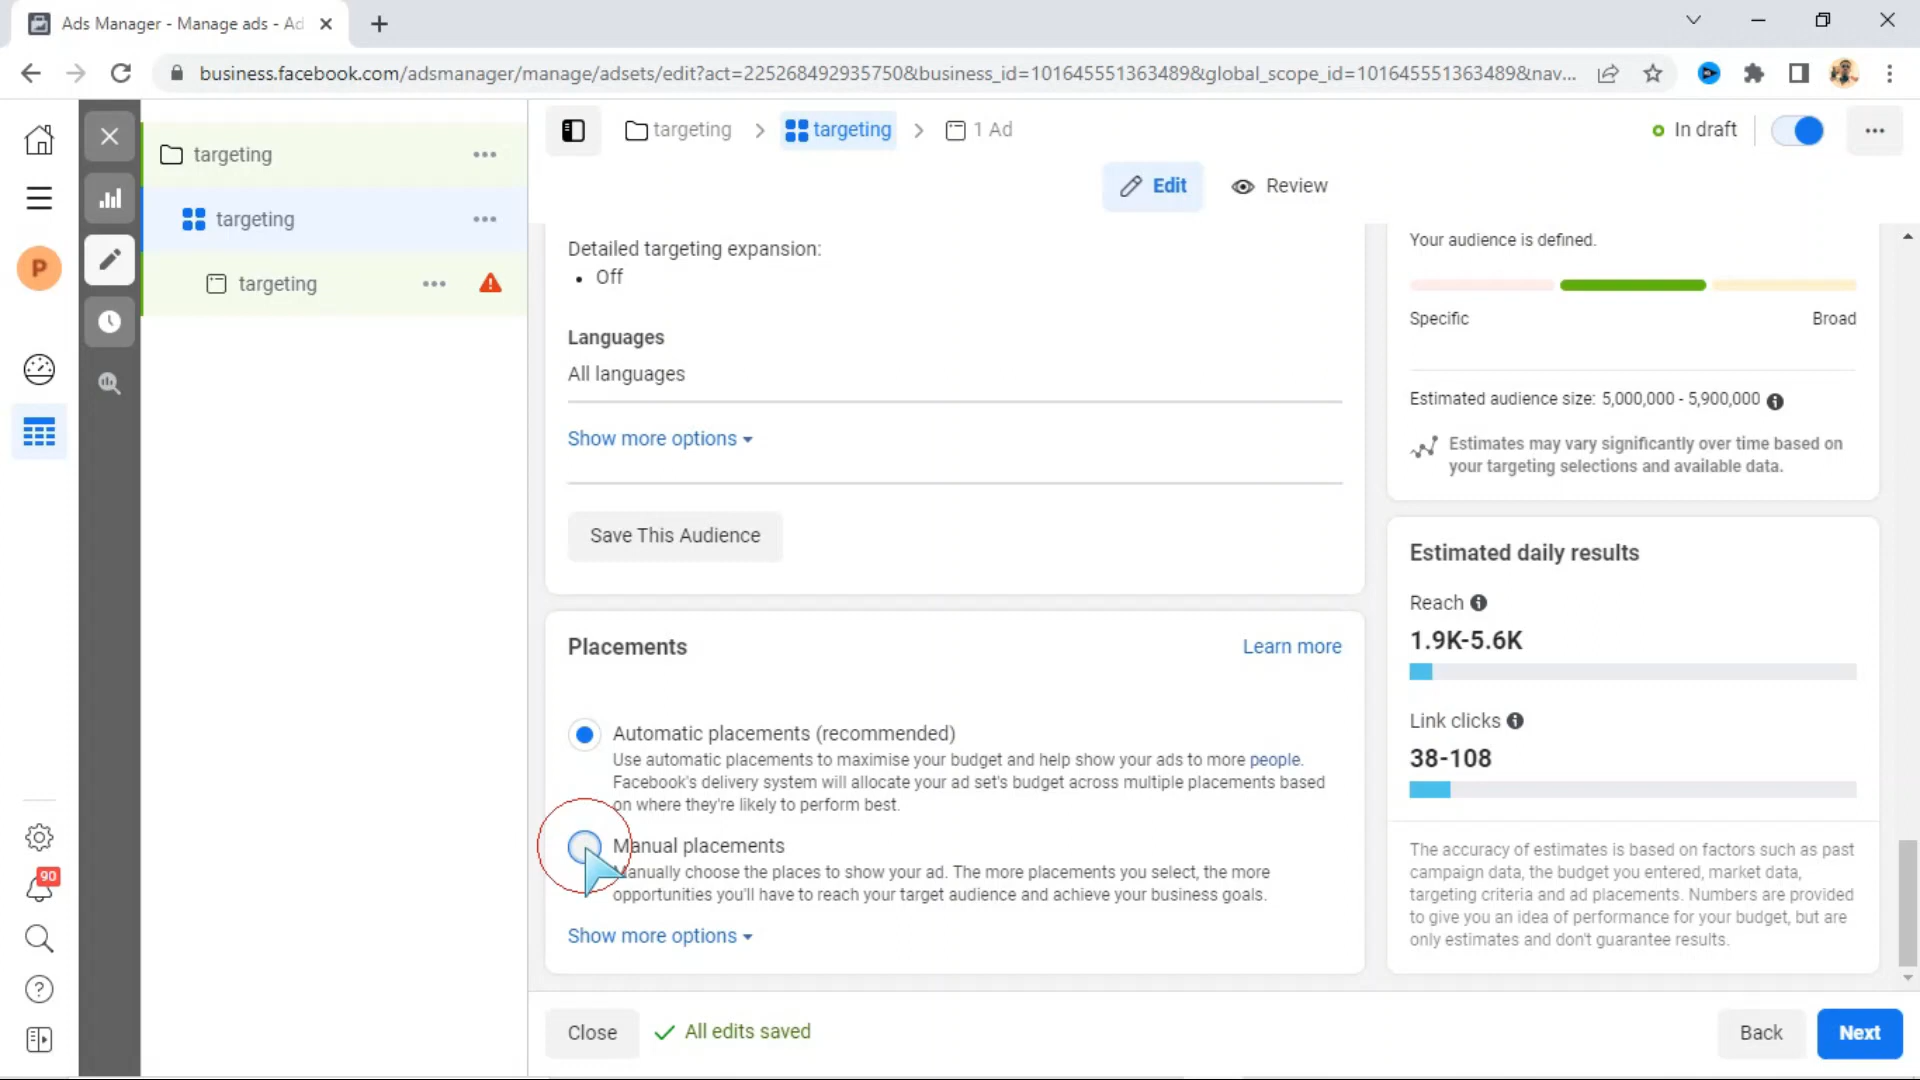 Ads Manager - Manage ads - Ad
business.facebook.com/adsmanager/manage/adsets/edit?act=225268492935750&business_id=101645551363489&global_scope_id=101645551363489&nav...
targeting
targeting
targeting
P
90
targeting
targeting
1 Ad
In draft
Edit
Review
Detailed targeting expansion:
• Off
Languages
All languages
Show more options
Save This Audience
Placements
Learn more
Automatic placements (recommended)
Use automatic placements to maximise your budget and help show your ads to more people.
Facebook's delivery system will allocate your ad set's budget across multiple placements based
on where they're likely to perform best.
Manual placements
Manually choose the places to show your ad. The more placements you select, the more
opportunities you'll have to reach your target audience and achieve your business goals.
Show more options
Your audience is defined.
Specific
Broad
Estimated audience size: 5,000,000 - 5,900,000
Estimates may vary significantly over time based on
your targeting selections and available data.
Estimated daily results
Reach
1.9K-5.6K
Link clicks
38-108
The accuracy of estimates is based on factors such as past
campaign data, the budget you entered, market data,
targeting criteria and ad placements. Numbers are provided
to give you an idea of performance for your budget, but are
only estimates and don't guarantee results.
Close
All edits saved
Back
Next